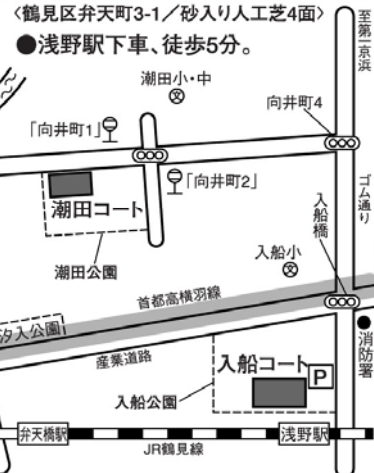 〈鶴見区弁天町3-1／砂入り人工芝4面〉
●浅野駅下車、徒歩5分。
至第一京浜
潮田小・中
向井町4
「向井町1」
「向井町2」
ゴム通り
潮田コート
入船橋
潮田公園
入船小
首都高横羽線
汐入公園
産業道路
消防署
入船コート
P
入船公園
弁天橋駅
浅野駅
JR鶴見線